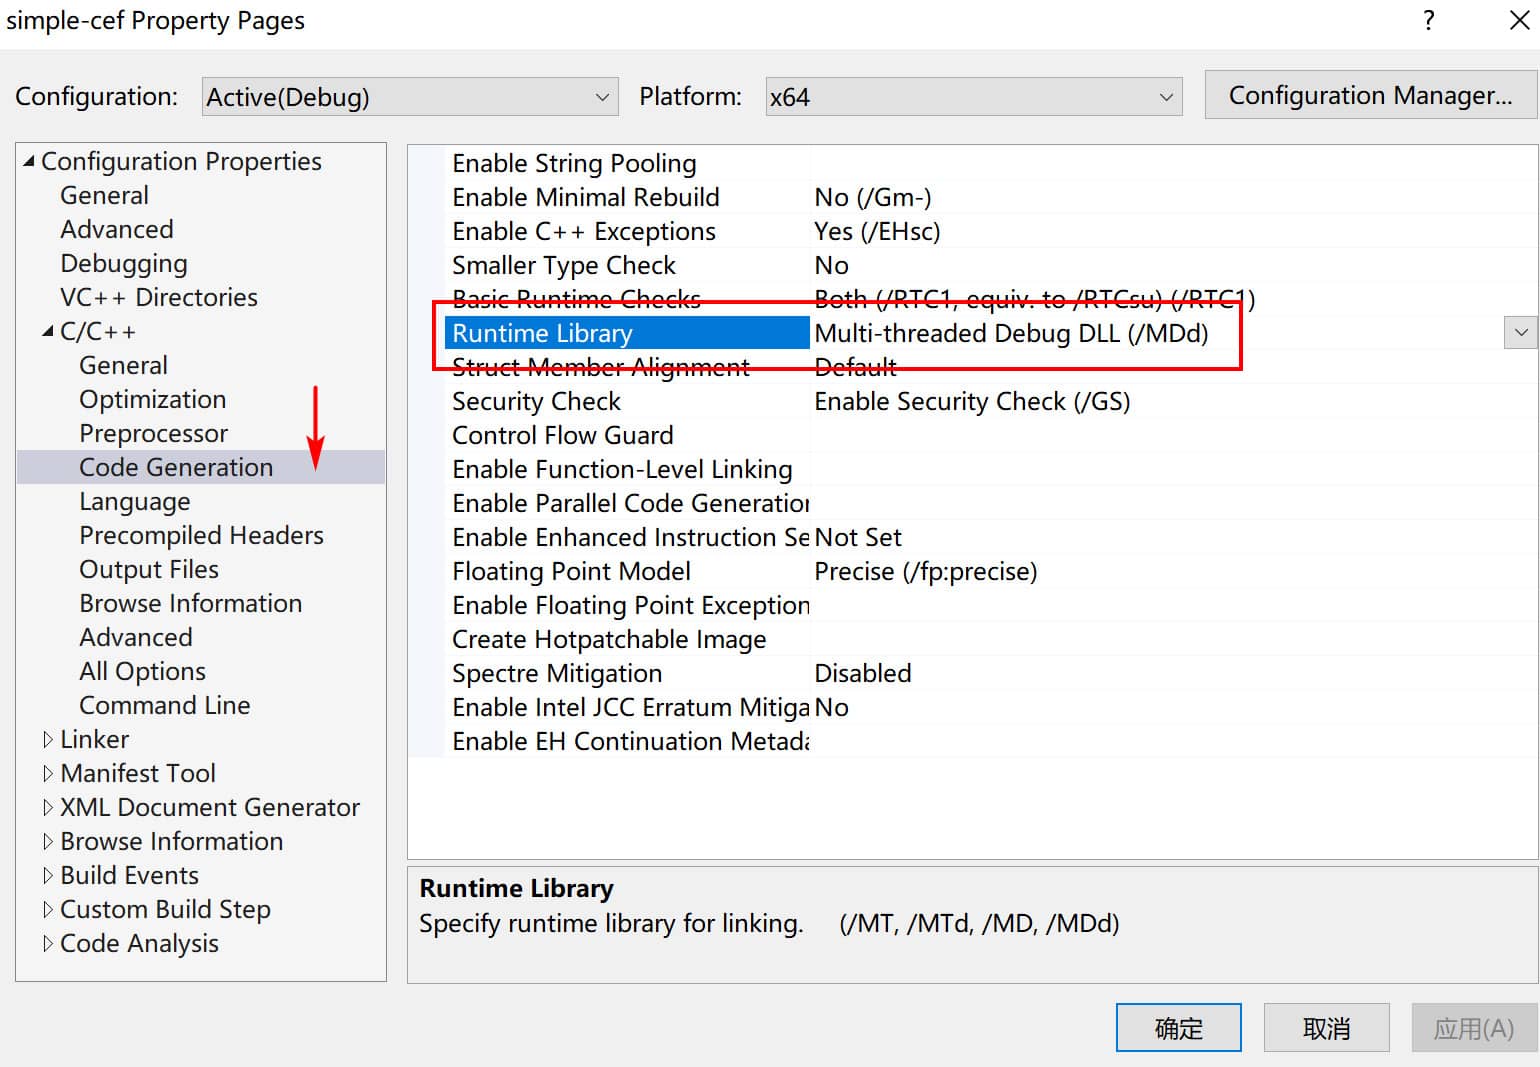 simple-cef Property Pages
?
Configuration: Active(Debug) Platform: x64 Configuration Manager...
Configuration Properties
General
Advanced
Debugging
VC++ Directories
C/C++
General
Optimization
Preprocessor
Code Generation
Language
Precompiled Headers
Output Files
Browse Information
Advanced
All Options
Command Line
Linker
Manifest Tool
XML Document Generator
Browse Information
Build Events
Custom Build Step
Code Analysis
Enable String Pooling
Enable Minimal Rebuild No (/Gm-)
Enable C++ Exceptions Yes (/EHsc)
Smaller Type Check No
Basic Runtime Checks Both (/RTC1, equiv. to /RTCsu) (/RTC1)
Runtime Library Multi-threaded Debug DLL (/MDd)
Struct Member Alignment Default
Security Check Enable Security Check (/GS)
Control Flow Guard
Enable Function-Level Linking
Enable Parallel Code Generation
Enable Enhanced Instruction Se Not Set
Floating Point Model Precise (/fp:precise)
Enable Floating Point Exception
Create Hotpatchable Image
Spectre Mitigation Disabled
Enable Intel JCC Erratum Mitiga No
Enable EH Continuation Metada
Runtime Library
Specify runtime library for linking. (/MT, /MTd, /MD, /MDd)
确定 取消 应用(A)